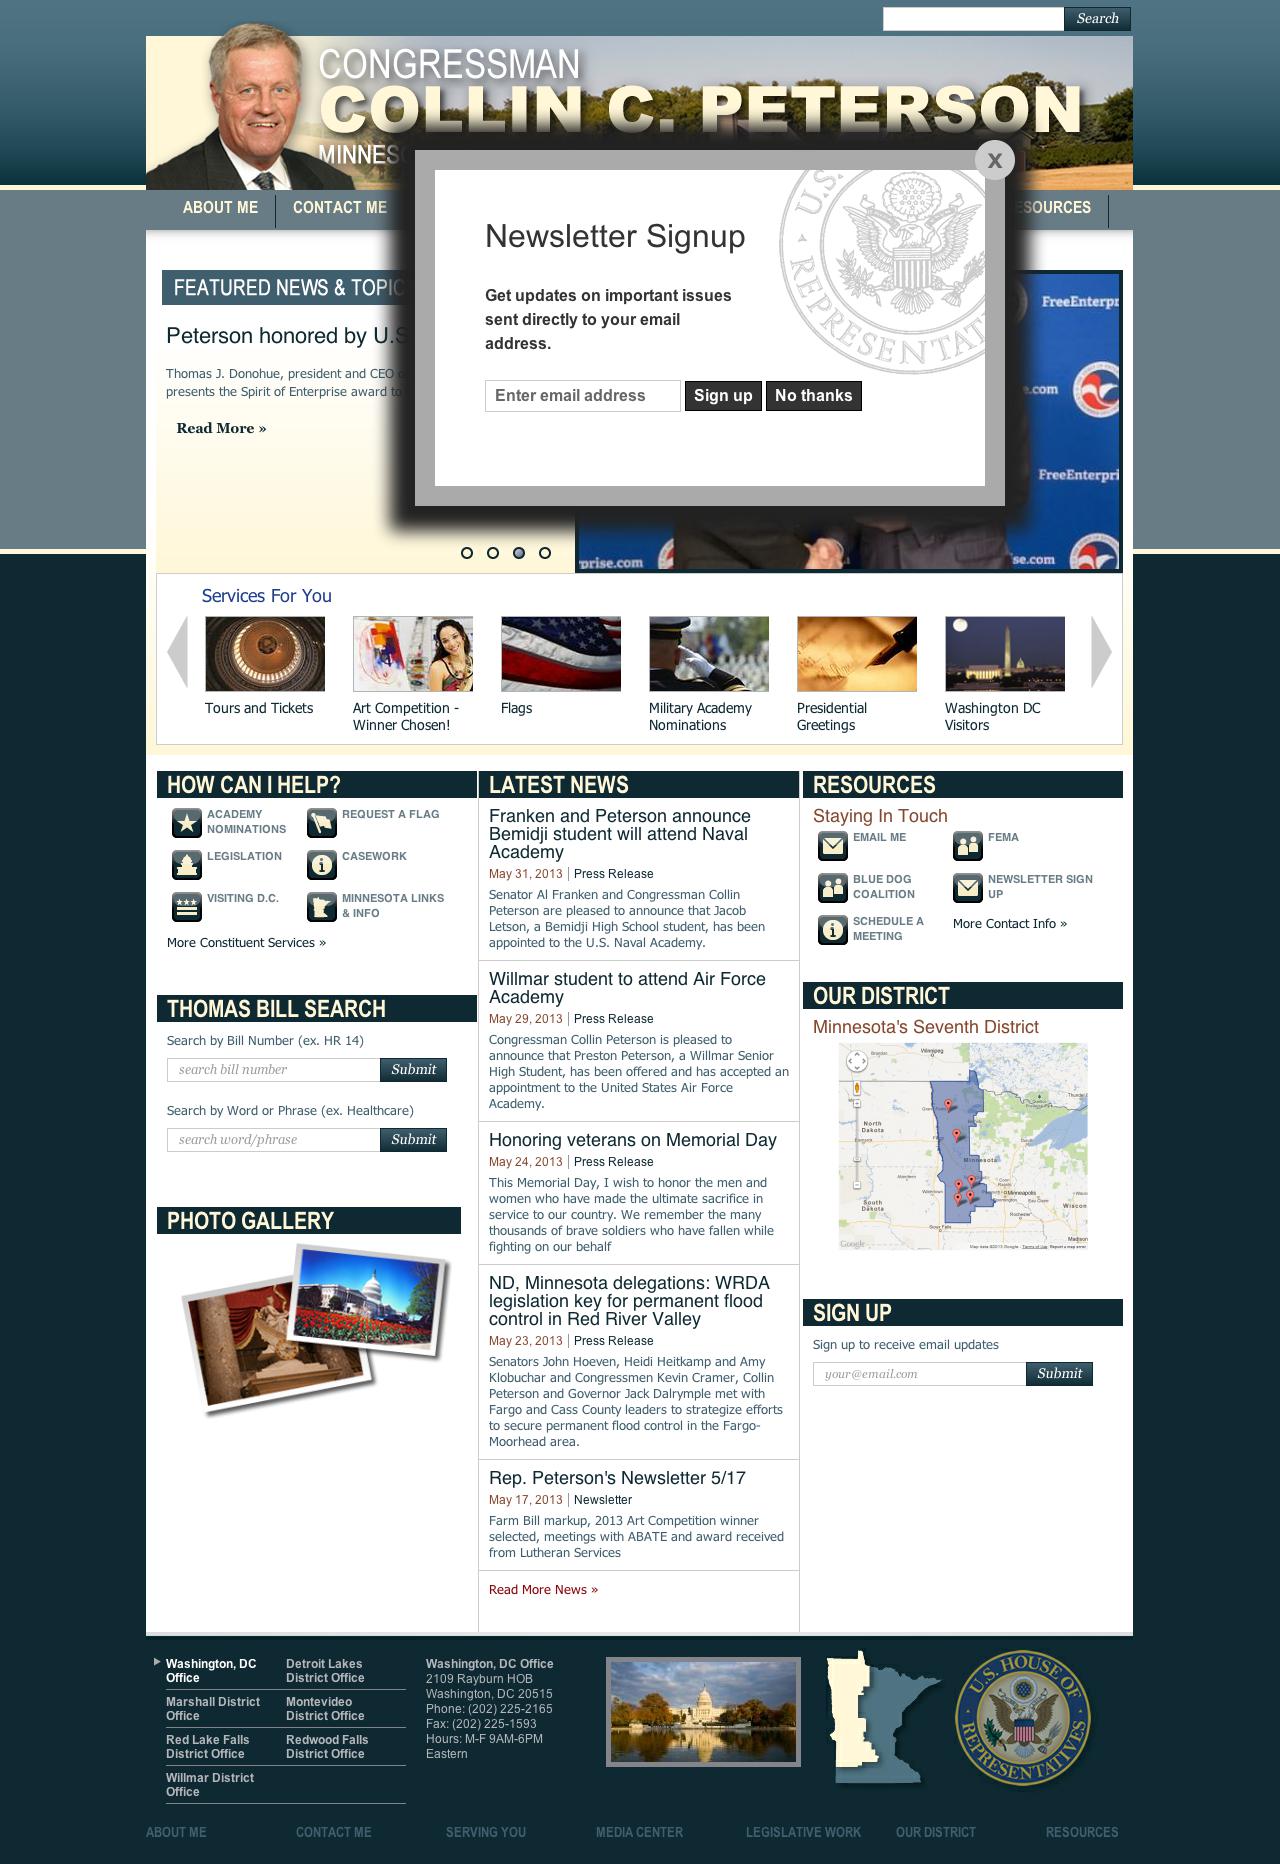 Search
CONGRESSMAN
COLLIN C. PETERSON
ABOUT ME
CONTACT ME
Newsletter Signup
Get updates on important issues
sent directly to your email
address.
Enter email address
Sign up
No thanks
x
U.S.
REPRESENTAT
FEATURED NEWS &
Peterson honored by
Thomas J. Donohue, president and CEO
presents the Spirit of Enterprise award to
Read More »
Services For You
Tours and Tickets
Art Competition -
Winner Chosen!
Flags
Military Academy
Nominations
Presidential
Greetings
Washington DC
Visitors
HOW CAN I HELP?
ACADEMY
NOMINATIONS
REQUEST A FLAG
LEGISLATION
CASEWORK
VISITING D.C.
MINNESOTA LINKS
& INFO
More Constituent Services »
THOMAS BILL SEARCH
Search by Bill Number (ex. HR 14)
search bill number
Submit
Search by Word or Phrase (ex. Healthcare)
search word/phrase
Submit
PHOTO GALLERY
LATEST NEWS
Franken and Peterson announce
Bemidji student will attend Naval
Academy
May 31, 2013 | Press Release
Senator Al Franken and Congressman Collin
Peterson are pleased to announce that Jacob
Letson, a Bemidji High School student, has been
appointed to the U.S. Naval Academy.
Willmar student to attend Air Force
Academy
May 29, 2013 | Press Release
Congressman Collin Peterson is pleased to
announce that Preston Peterson, a Willmar Senior
High Student, has been offered and has accepted an
appointment to the United States Air Force
Academy.
Honoring veterans on Memorial Day
May 24, 2013 | Press Release
This Memorial Day, I wish to honor the men and
women who have made the ultimate sacrifice in
service to our country. We remember the many
thousands of brave soldiers who have fallen while
fighting on our behalf
ND, Minnesota delegations: WRDA
legislation key for permanent flood
control in Red River Valley
May 23, 2013 | Press Release
Senators John Hoeven, Heidi Heitkamp and Amy
Klobuchar and Congressmen Kevin Cramer, Collin
Peterson and Governor Jack Dalrymple met with
Fargo and Cass County leaders to strategize efforts
to secure permanent flood control in the Fargo-
Moorhead area.
Rep. Peterson's Newsletter 5/17
May 17, 2013 | Newsletter
Farm Bill markup, 2013 Art Competition winner
selected, meetings with ABATE and award received
from Lutheran Services
Read More News »
RESOURCES
Staying In Touch
EMAIL ME
FEMA
BLUE DOG
COALITION
NEWSLETTER SIGN
UP
SCHEDULE A
MEETING
More Contact Info »
OUR DISTRICT
Minnesota's Seventh District
Winnipeg
North
Dakota
Minnesota
Minneapolis
South
Dakota
Sioux Falls
Rochester
Madison
Google
SIGN UP
Sign up to receive email updates
your@email.com
Submit
Washington, DC
Office
Detroit Lakes
District Office
Marshall District
Office
Montevideo
District Office
Red Lake Falls
District Office
Redwood Falls
District Office
Willmar District
Office
Washington, DC Office
2109 Rayburn HOB
Washington, DC 20515
Phone: (202) 225-2165
Fax: (202) 225-1593
Hours: M-F 9AM-6PM
Eastern
U.S. HOUSE OF
REPRESENTATIVES
ABOUT ME
CONTACT ME
SERVING YOU
MEDIA CENTER
LEGISLATIVE WORK
OUR DISTRICT
RESOURCES